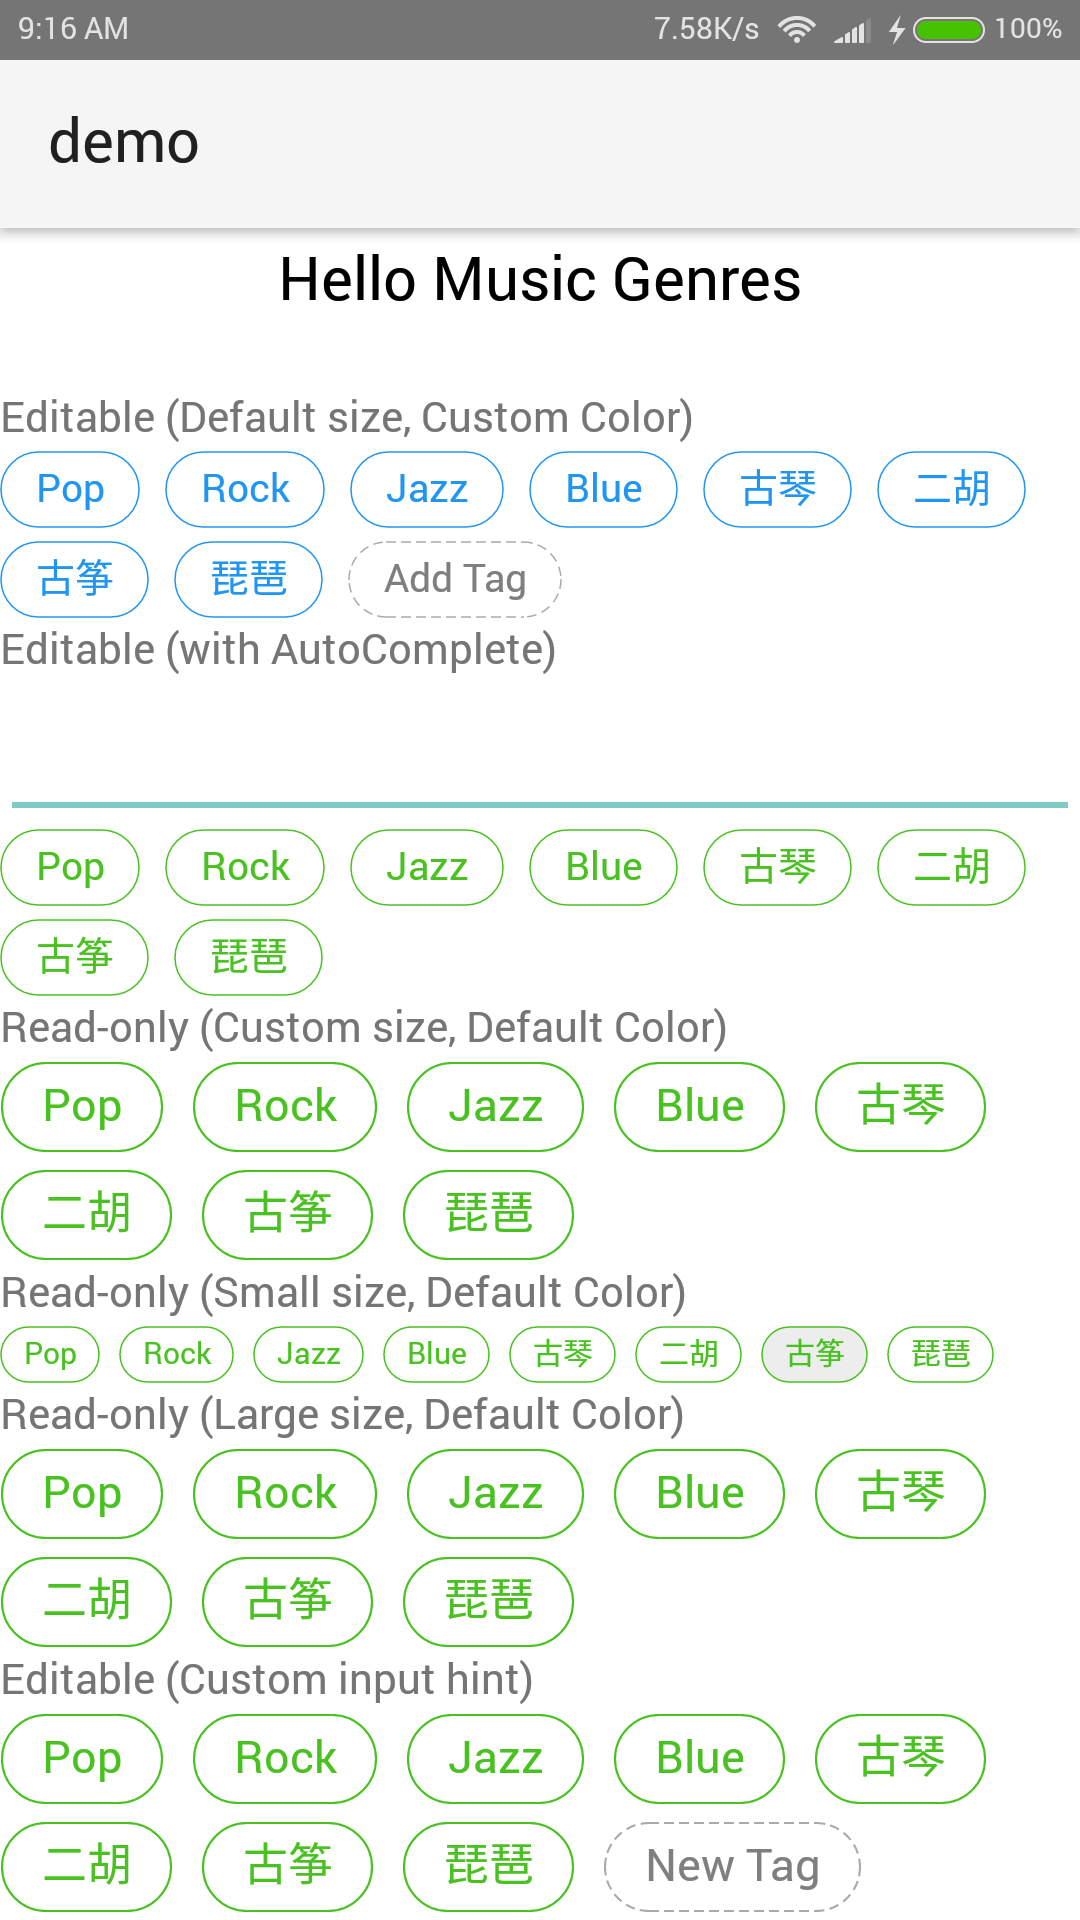 9:16 AM 7.58K/s 100%
demo
Hello Music Genres
Editable (Default size, Custom Color)
Pop Rock Jazz Blue 古琴 二胡
古筝 琵琶 Add Tag
Editable (with AutoComplete)
Pop Rock Jazz Blue 古琴 二胡
古筝 琵琶
Read-only (Custom size, Default Color)
Pop Rock Jazz Blue 古琴
二胡 古筝 琵琶
Read-only (Small size, Default Color)
Pop Rock Jazz Blue 古琴 二胡 古筝 琵琶
Read-only (Large size, Default Color)
Pop Rock Jazz Blue 古琴
二胡 古筝 琵琶
Editable (Custom input hint)
Pop Rock Jazz Blue 古琴
二胡 古筝 琵琶 New Tag